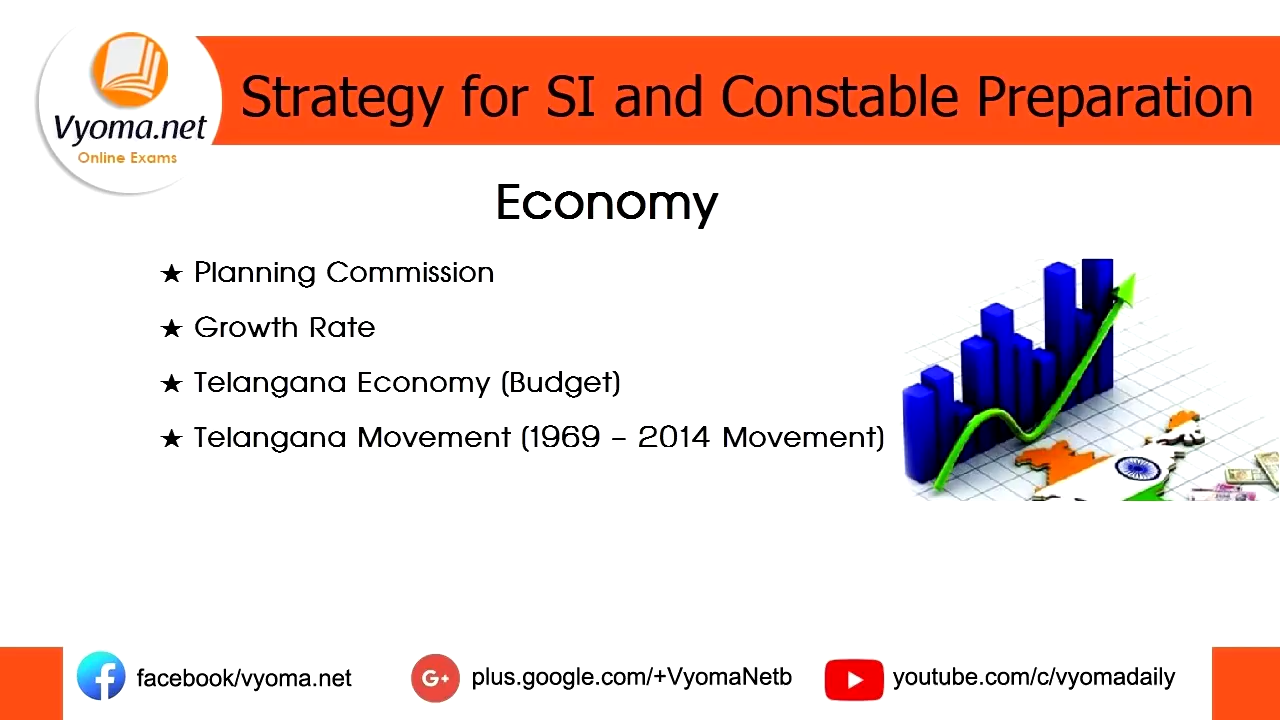 Vyoma.net
Online Exams
Strategy for SI and Constable Preparation
Economy
★ Planning Commission
★ Growth Rate
★ Telangana Economy (Budget)
★ Telangana Movement (1969 – 2014 Movement)
facebook/vyoma.net
G+ plus.google.com/+VyomaNetb
youtube.com/c/vyomadaily